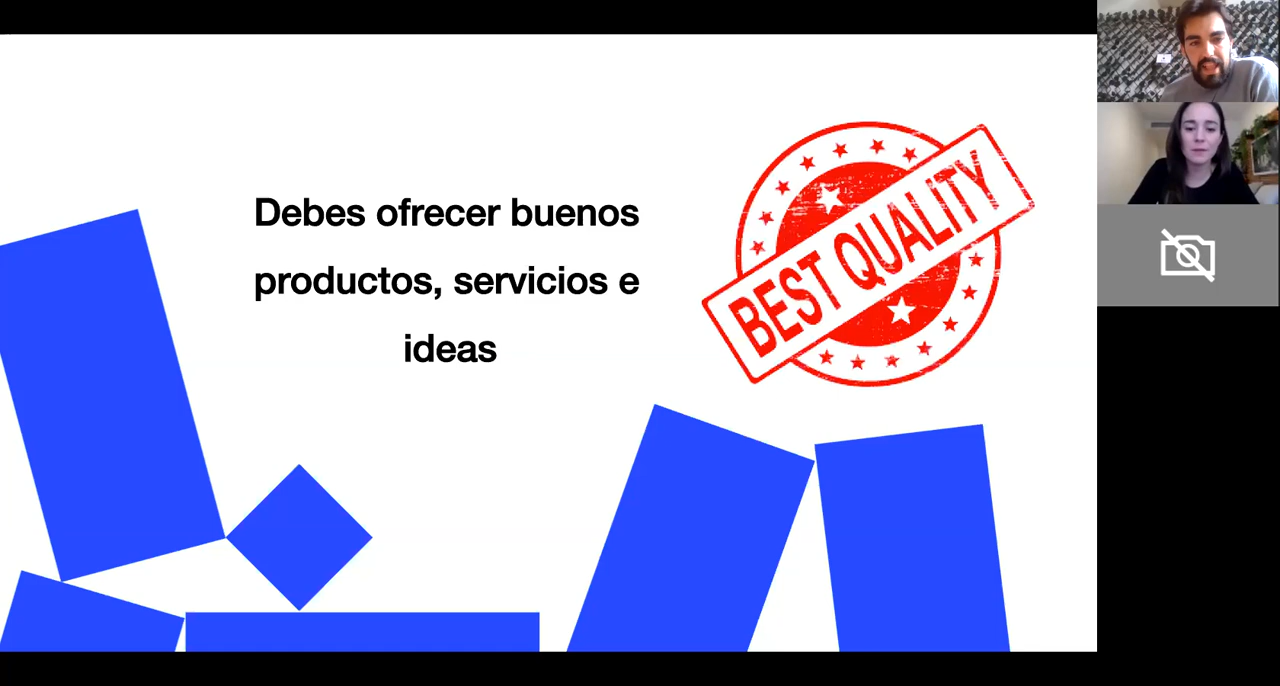 Debes ofrecer buenos
productos, servicios e
ideas
BEST QUALITY